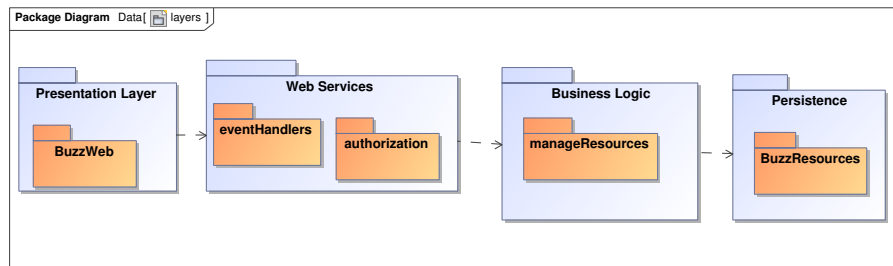 Package Diagram Data[ layers ]
Presentation Layer
BuzzWeb
Web Services
eventHandlers
authorization
Business Logic
manageResources
Persistence
BuzzResources